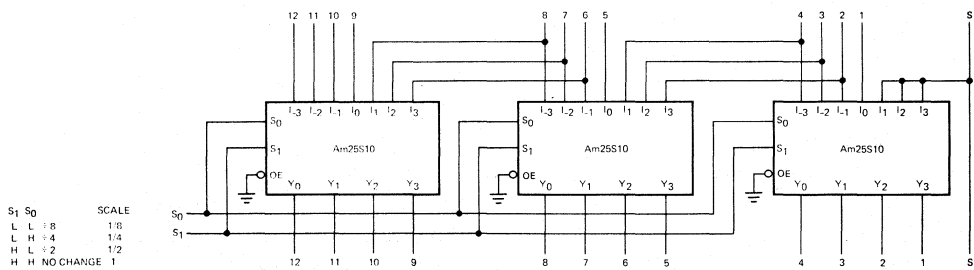 12 11 10 9 8 7 6 5 4 3 2 1 S
I-3 I-2 I-1 I0 I1 I2 I3 I-3 I-2 I-1 I0 I1 I2 I3 I-3 I-2 I-1 I0 I1 I2 I3
S0 S0 S0
S1 Am25S10 S1 Am25S10 S1 Am25S10
OE OE OE
Y0 Y1 Y2 Y3 Y0 Y1 Y2 Y3 Y0 Y1 Y2 Y3
S1 S0 SCALE
L L ÷8 1/8
L H ÷4 1/4
H L ÷2 1/2
H H NO CHANGE 1
S0
S1
12 11 10 9 8 7 6 5 4 3 2 1 S